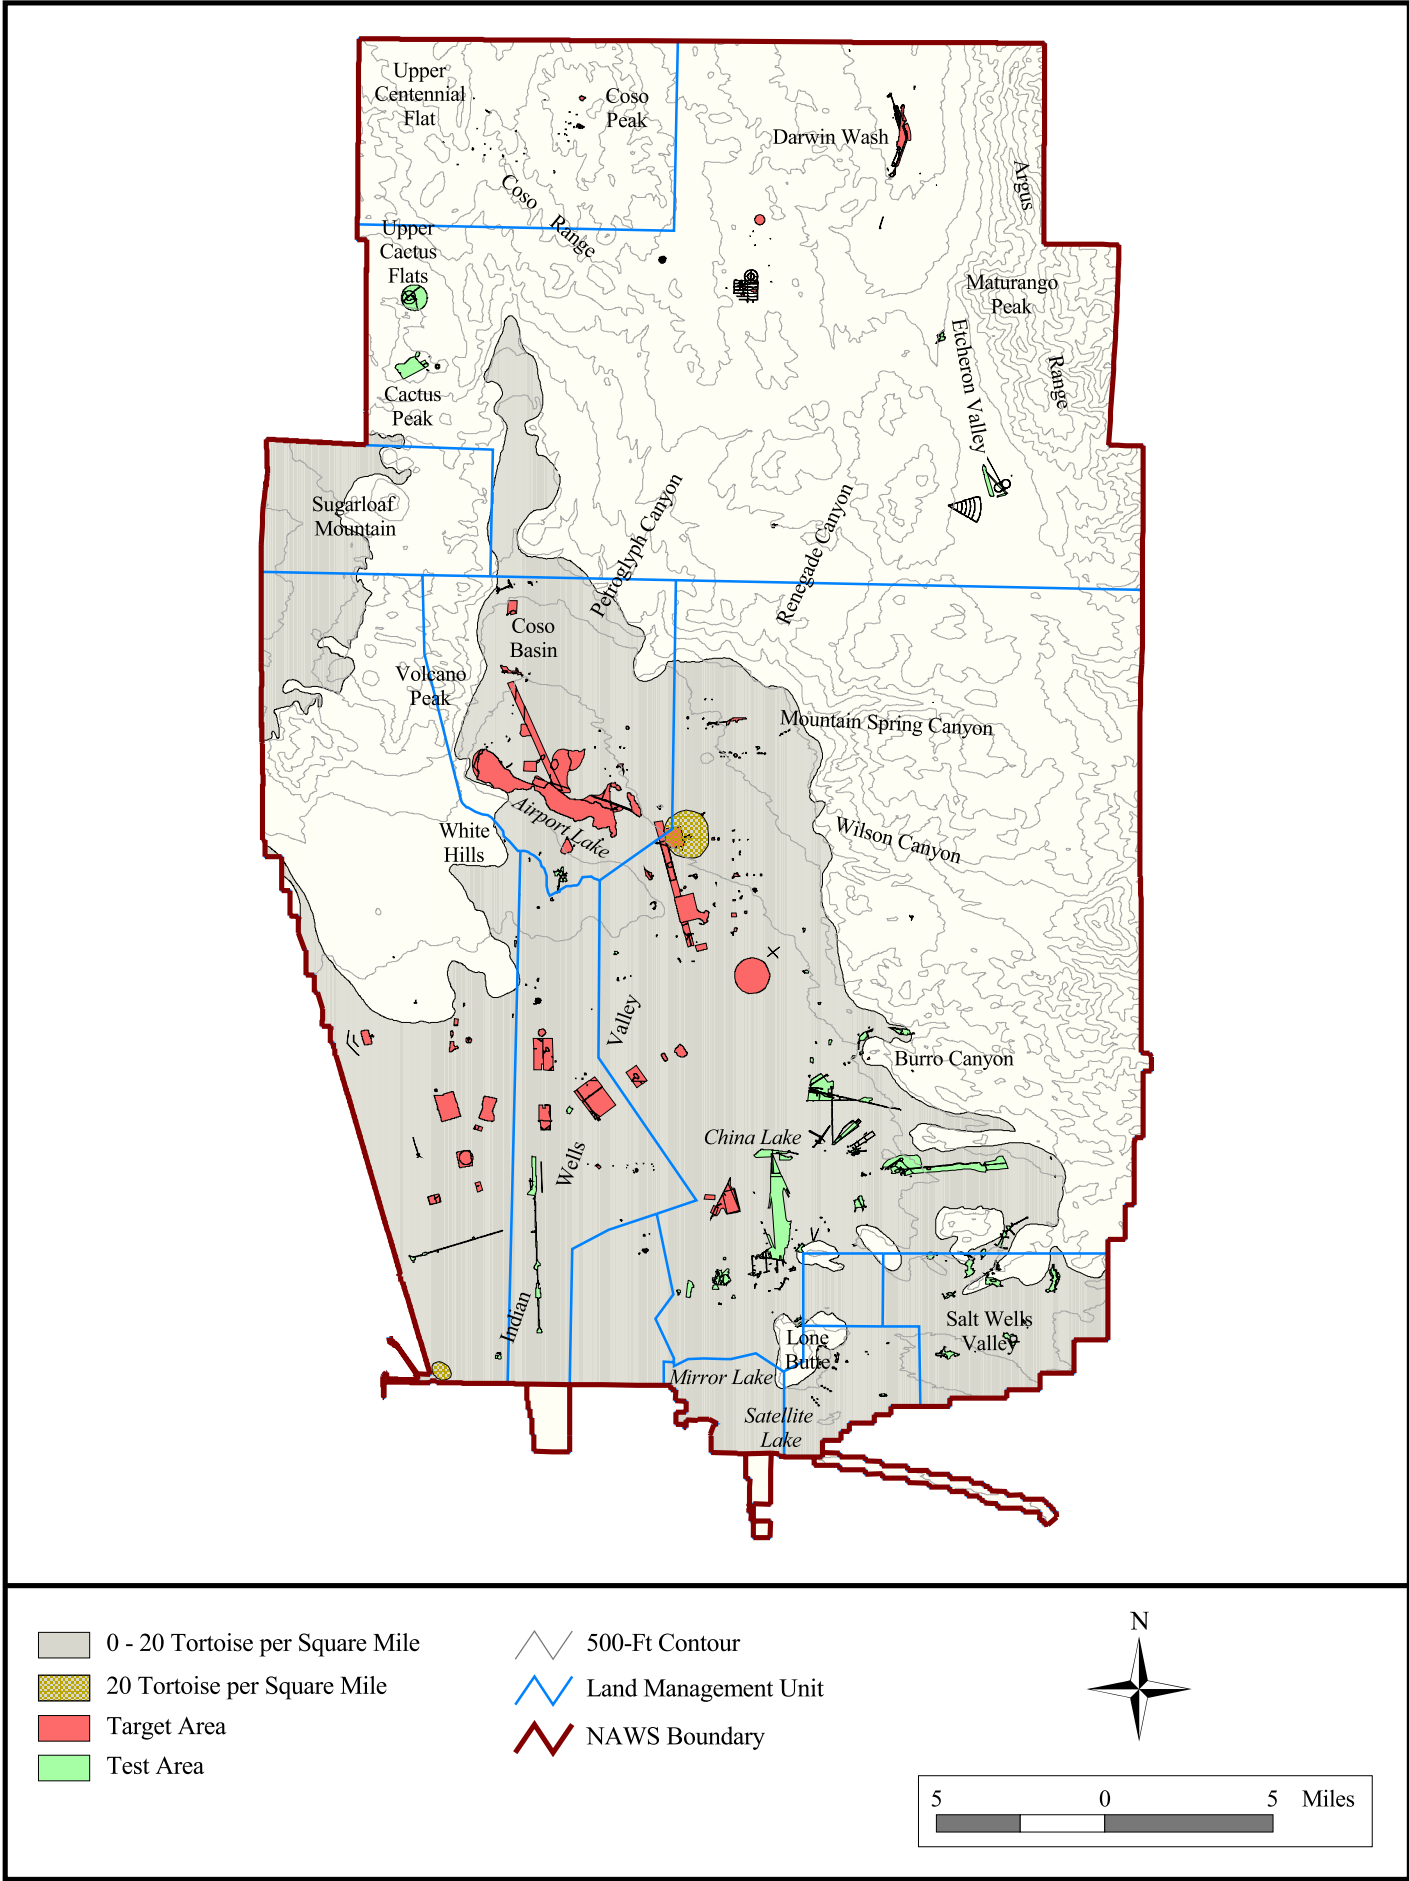 Upper
Centennial
Flat
Coso
Peak
Darwin Wash
Argus
Coso
Range
Upper
Cactus
Flats
Maturango
Peak
Etcheron Valley
Range
Cactus
Peak
Sugarloaf
Mountain
Petroglyph Canyon
Renegade Canyon
Coso
Basin
Volcano
Peak
Mountain Spring Canyon
Airport Lake
White
Hills
Wilson Canyon
Valley
Burro Canyon
China Lake
Wells
Indian
Salt Wells
Valley
Lone
Butte
Mirror Lake
Satellite
Lake
0 - 20 Tortoise per Square Mile
20 Tortoise per Square Mile
Target Area
Test Area
500-Ft Contour
Land Management Unit
NAWS Boundary
N
5 0 5 Miles